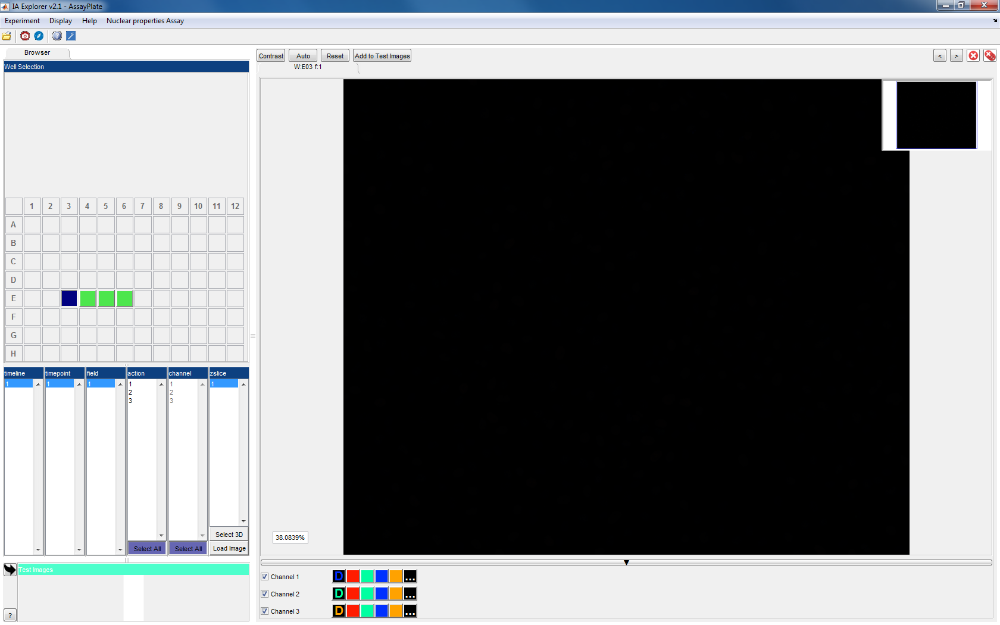 IA Explorer v2.1 - AssayPlate
Experiment Display Help Nuclear properties Assay
Browser
Well Selection
1 2 3 4 5 6 7 8 9 10 11 12
A
B
C
D
E
F
G
H
timeline timepoint field action channel zslice
1 1 1 1 1 1
2 2
3 3
Select 3D
Select All Select All Load Image
Test Images
?
Contrast Auto Reset Add to Test Images < >
W:E03 f:1
38.0839%
Channel 1 D ...
Channel 2 D ...
Channel 3 D ...